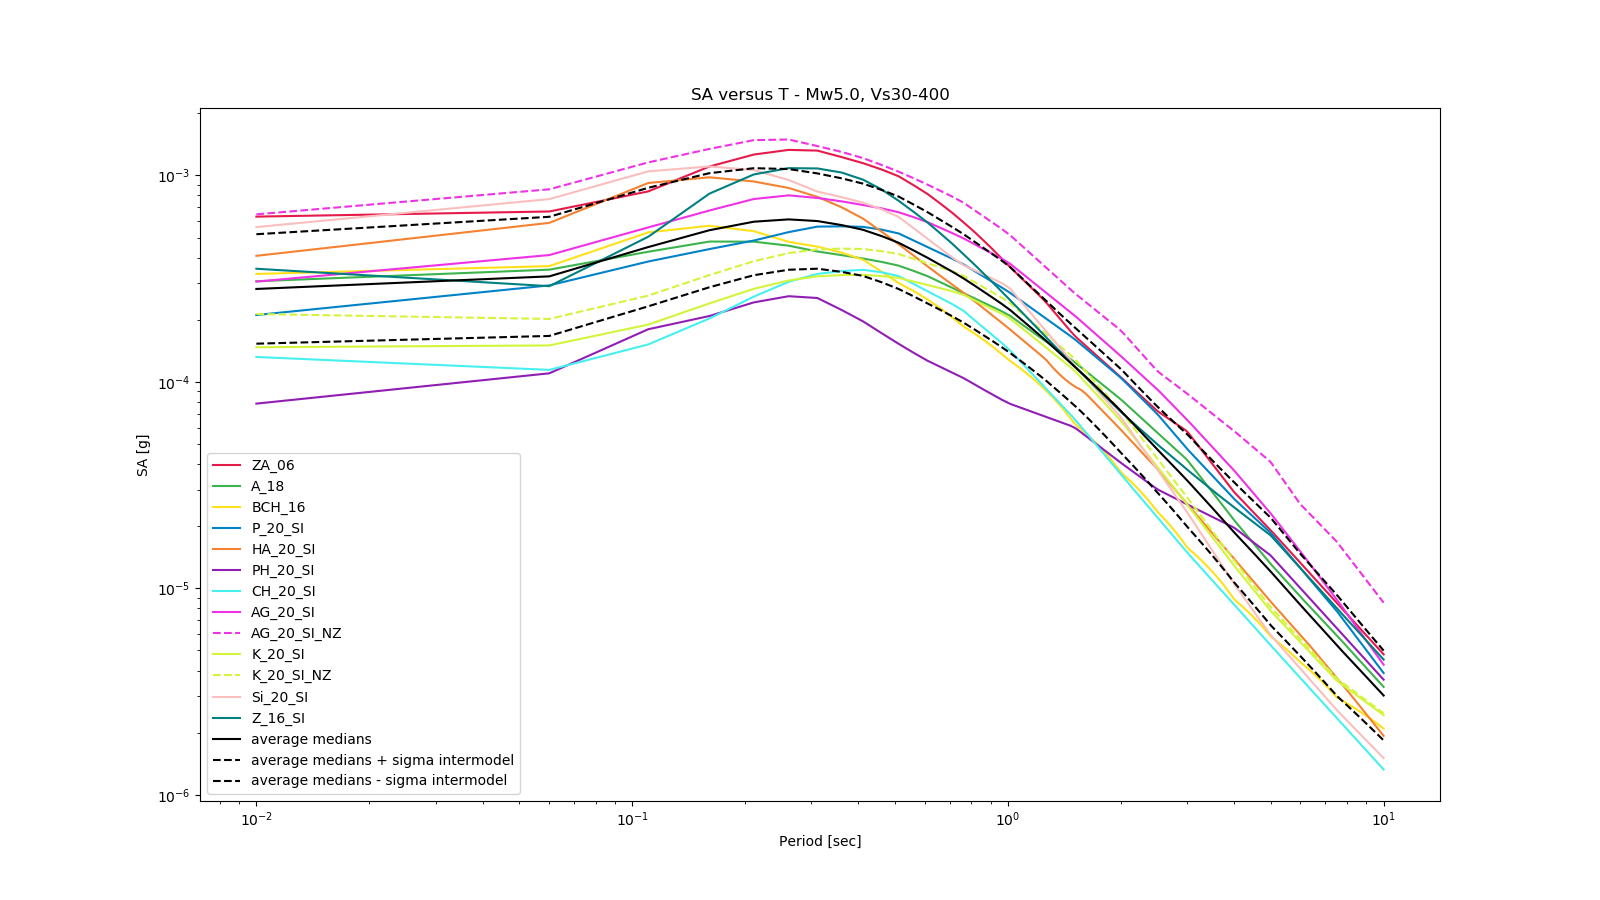 SA versus T - Mw5.0, Vs30-400
SA [g]
10⁻³
10⁻⁴
10⁻⁵
10⁻⁶
ZA_06
A_18
BCH_16
P_20_SI
HA_20_SI
PH_20_SI
CH_20_SI
AG_20_SI
AG_20_SI_NZ
K_20_SI
K_20_SI_NZ
Si_20_SI
Z_16_SI
average medians
average medians + sigma intermodel
average medians - sigma intermodel
10⁻² 10⁻¹ 10⁰ 10¹
Period [sec]